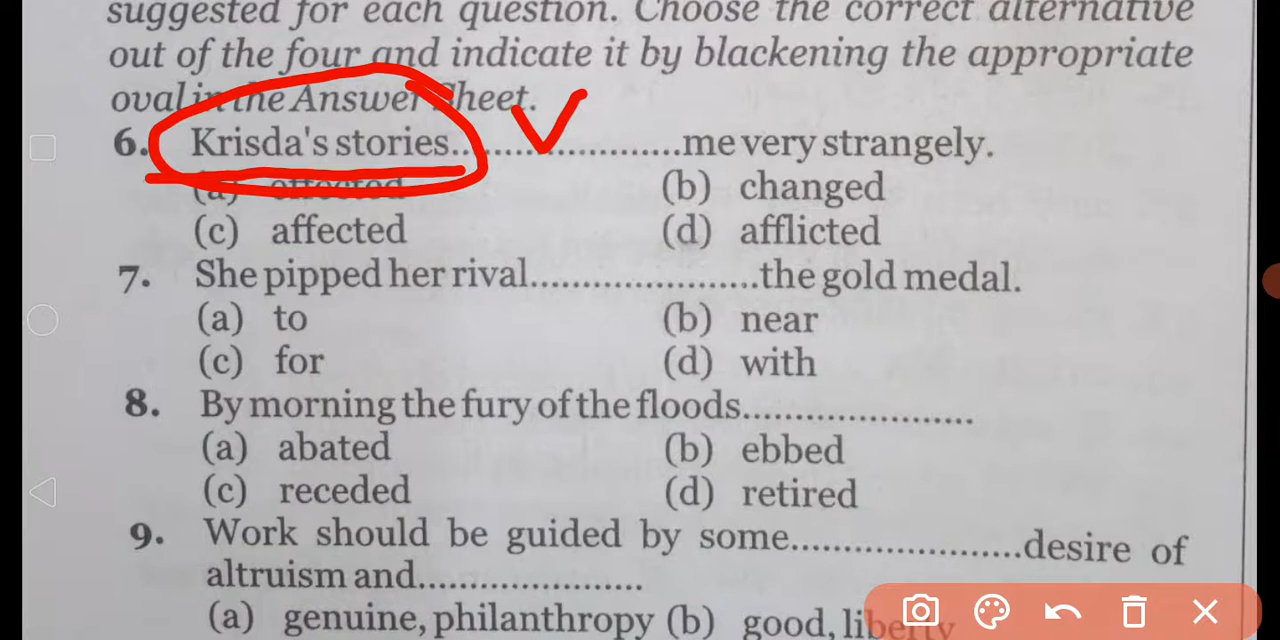 suggested for each question. Choose the correct alternative
out of the four and indicate it by blackening the appropriate
oval in the Answer Sheet.
6. Krisda's stories.......................me very strangely.
(a) effected (b) changed
(c) affected (d) afflicted
7. She pipped her rival......................the gold medal.
(a) to (b) near
(c) for (d) with
8. By morning the fury of the floods......................
(a) abated (b) ebbed
(c) receded (d) retired
9. Work should be guided by some......................desire of
altruism and......................
(a) genuine, philanthropy (b) good, liberty